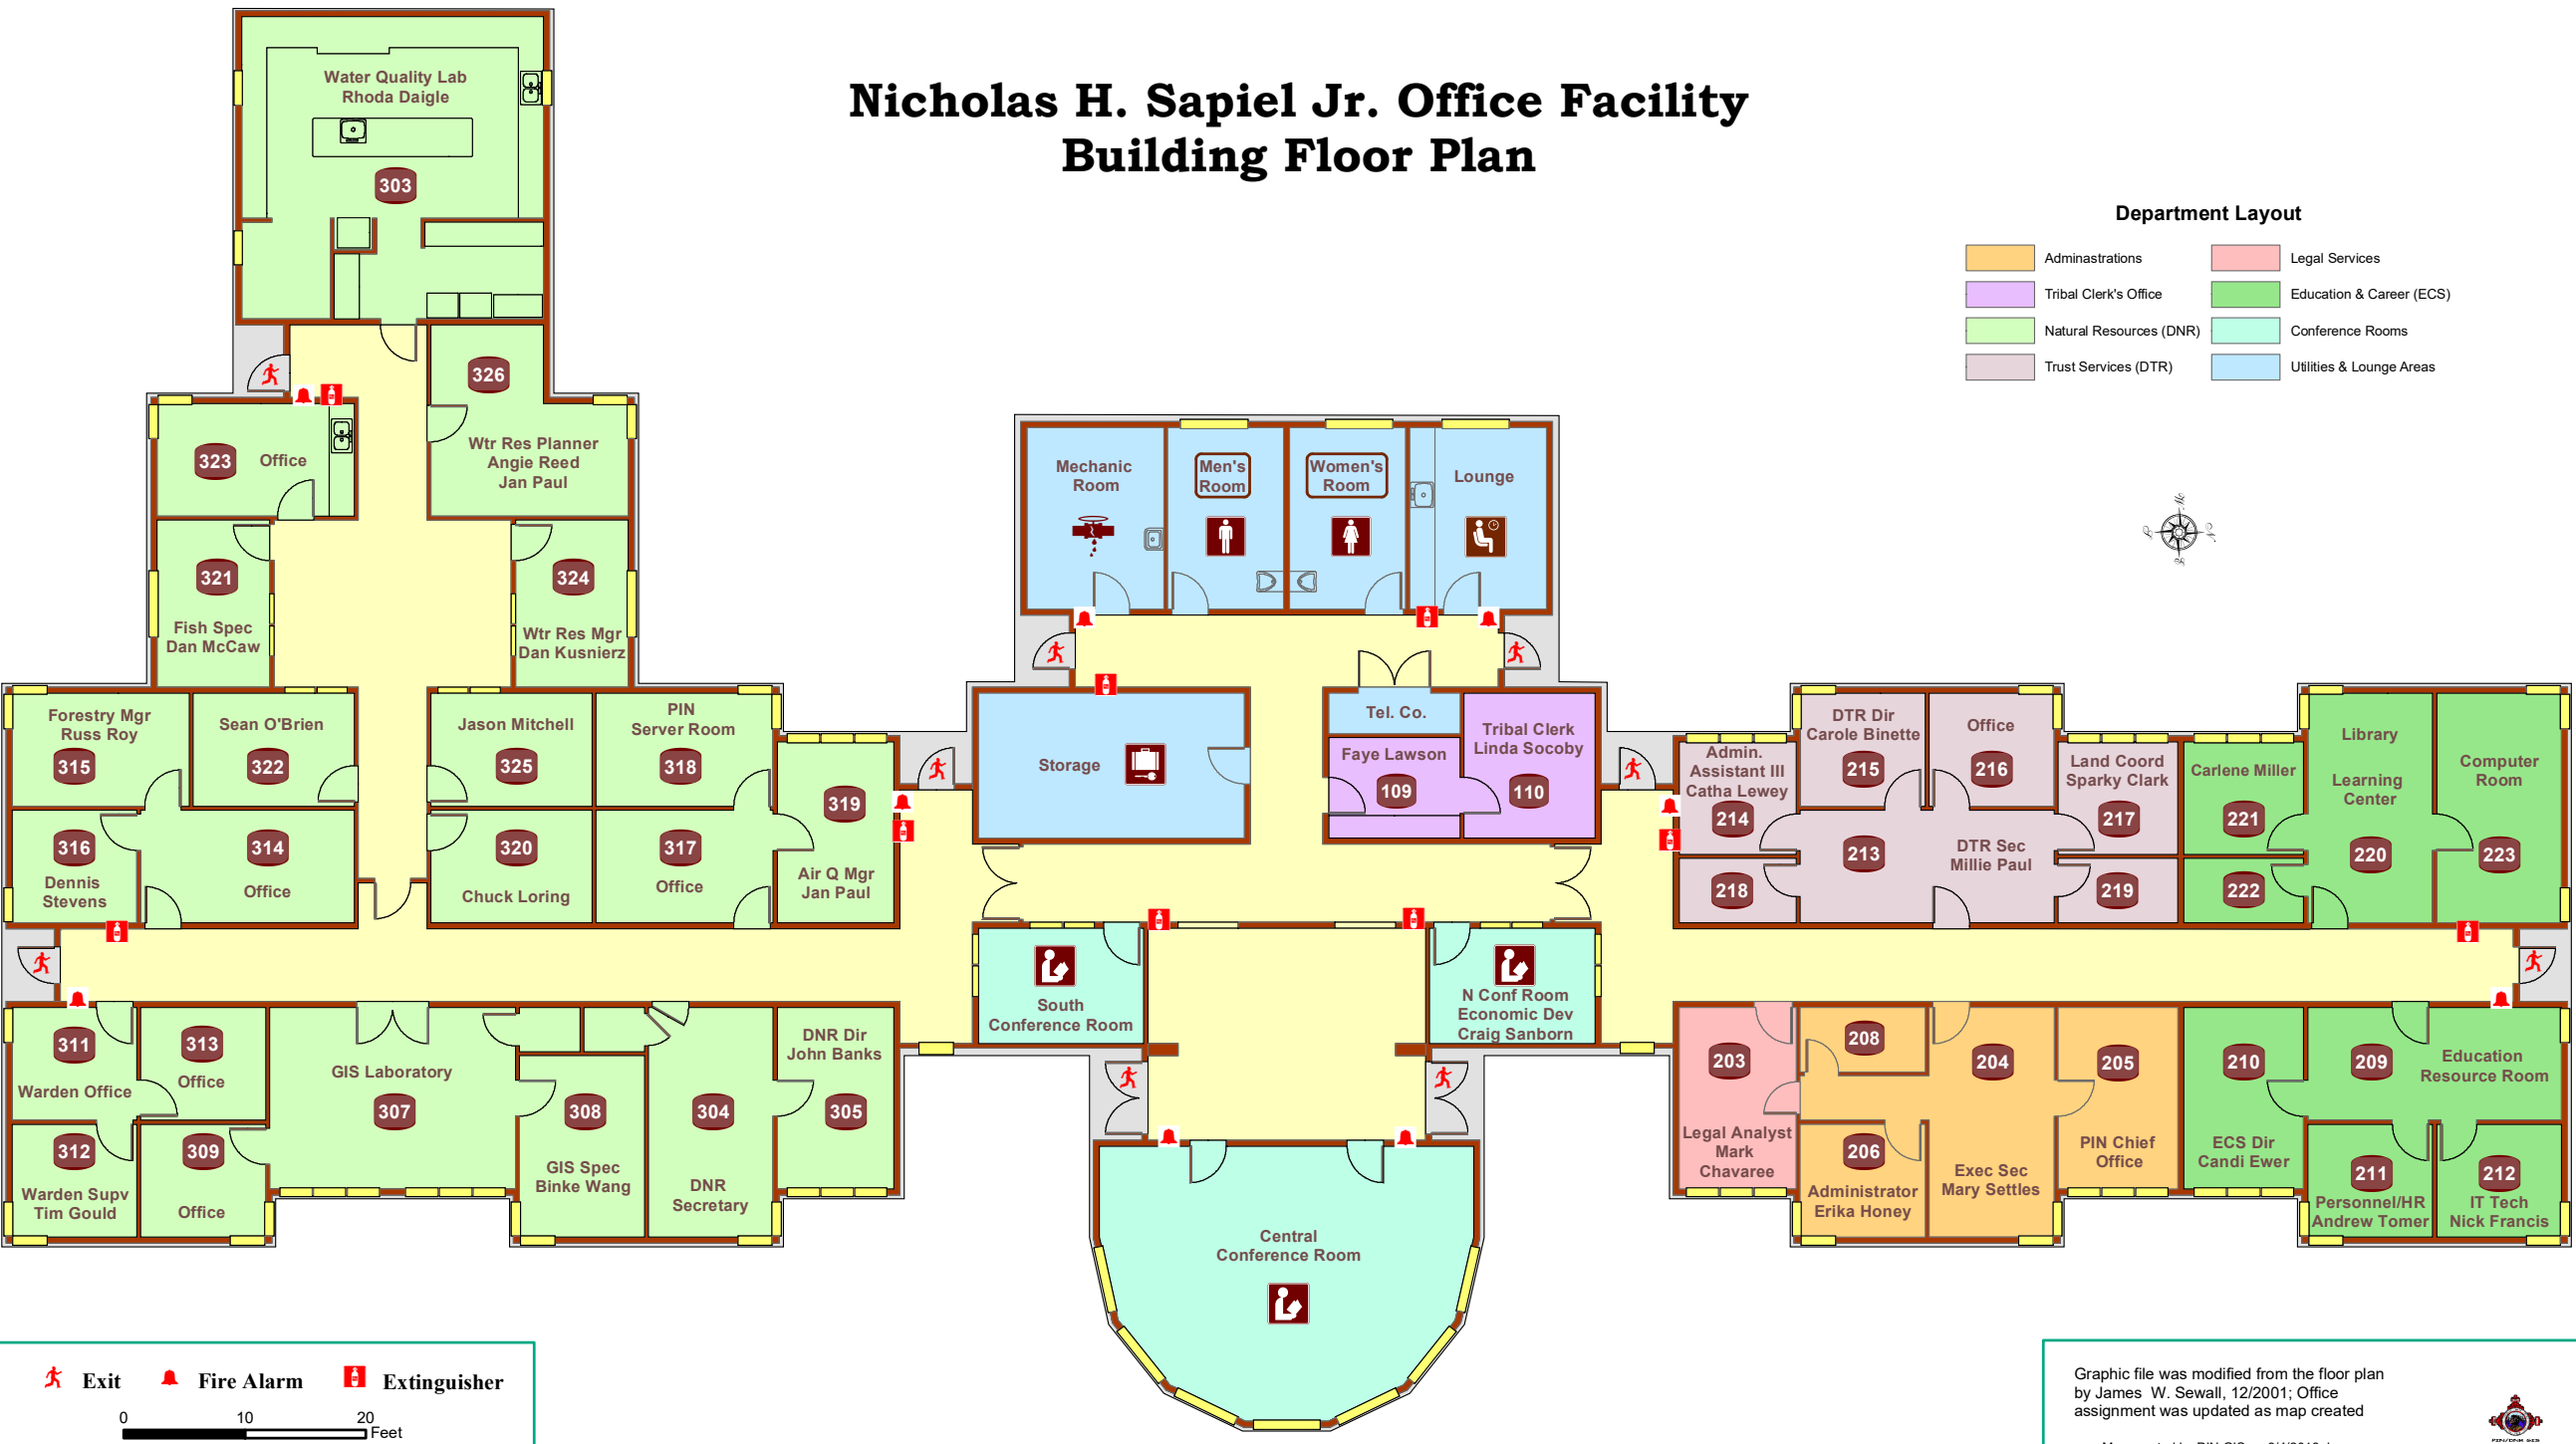 Nicholas H. Sapiel Jr. Office Facility
Building Floor Plan
Department Layout
Adminastrations
Legal Services
Tribal Clerk's Office
Education & Career (ECS)
Natural Resources (DNR)
Conference Rooms
Trust Services (DTR)
Utilities & Lounge Areas
Water Quality Lab
Rhoda Daigle
303
326
Wtr Res Planner
Angie Reed
Jan Paul
323
Office
321
Fish Spec
Dan McCaw
324
Wtr Res Mgr
Dan Kusnierz
Forestry Mgr
Russ Roy
315
Sean O'Brien
322
Jason Mitchell
325
PIN
Server Room
318
319
Air Q Mgr
Jan Paul
316
Dennis
Stevens
314
Office
320
Chuck Loring
317
Office
311
Warden Office
313
Office
GIS Laboratory
307
312
Warden Supv
Tim Gould
309
Office
308
GIS Spec
Binke Wang
304
DNR
Secretary
DNR Dir
John Banks
305
Mechanic
Room
Men's
Room
Women's
Room
Lounge
Storage
Tel. Co.
Faye Lawson
109
Tribal Clerk
Linda Socoby
110
South
Conference Room
N Conf Room
Economic Dev
Craig Sanborn
Central
Conference Room
Admin.
Assistant III
Catha Lewey
214
DTR Dir
Carole Binette
215
Office
216
Land Coord
Sparky Clark
217
Carlene Miller
221
Library
Learning
Center
220
Computer
Room
223
218
213
DTR Sec
Millie Paul
219
222
203
Legal Analyst
Mark
Chavaree
208
204
Exec Sec
Mary Settles
206
Administrator
Erika Honey
205
PIN Chief
Office
210
ECS Dir
Candi Ewer
209
Education
Resource Room
211
Personnel/HR
Andrew Tomer
212
IT Tech
Nick Francis
Exit
Fire Alarm
Extinguisher
0 10 20
Feet
Graphic file was modified from the floor plan
by James W. Sewall, 12/2001; Office
assignment was updated as map created